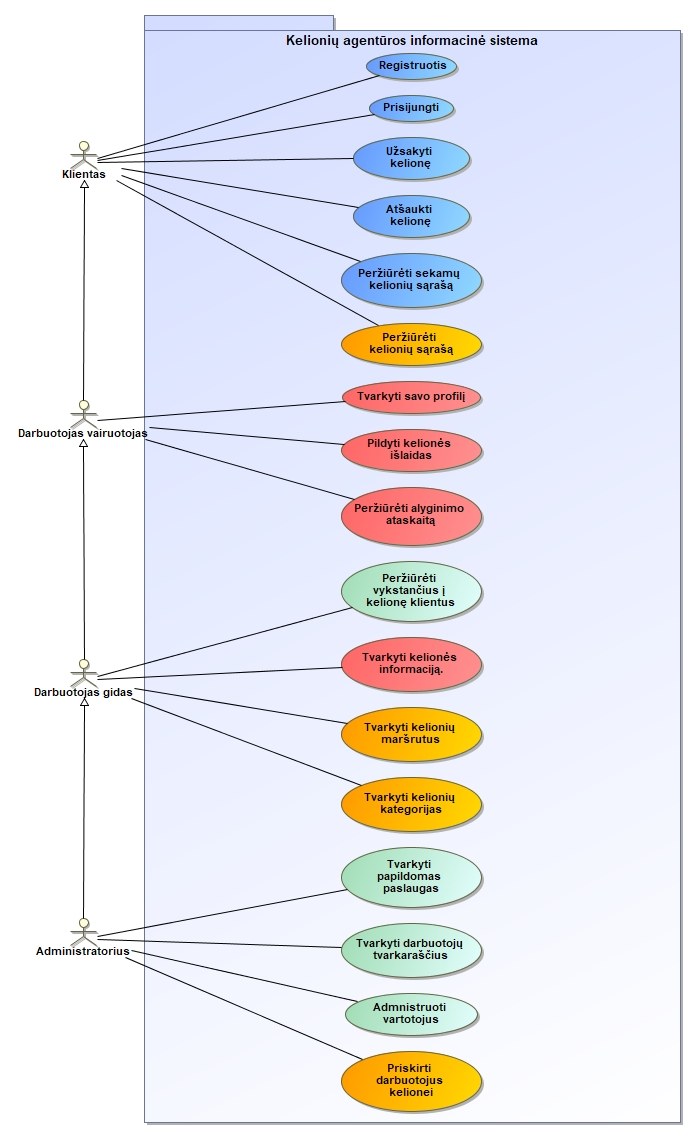 Kelionių agentūros informacinė sistema
Registruotis
Prisijungti
Užsakyti
kelionę
Klientas
Atšaukti
kelionę
Peržiūrėti sekamų
kelionių sąrašą
Peržiūrėti
kelionių sąrašą
Tvarkyti savo profilį
Darbuotojas vairuotojas
Pildyti kelionės
išlaidas
Peržiūrėti alyginimo
ataskaitą
Peržiūrėti
vykstančius į
kelionę klientus
Tvarkyti kelionės
informaciją.
Darbuotojas gidas
Tvarkyti kelionių
maršrutus
Tvarkyti kelionių
kategorijas
Tvarkyti
papildomas
paslaugas
Tvarkyti darbuotojų
tvarkaraščius
Administratorius
Admnistruoti
vartotojus
Priskirti
darbuotojus
kelionei